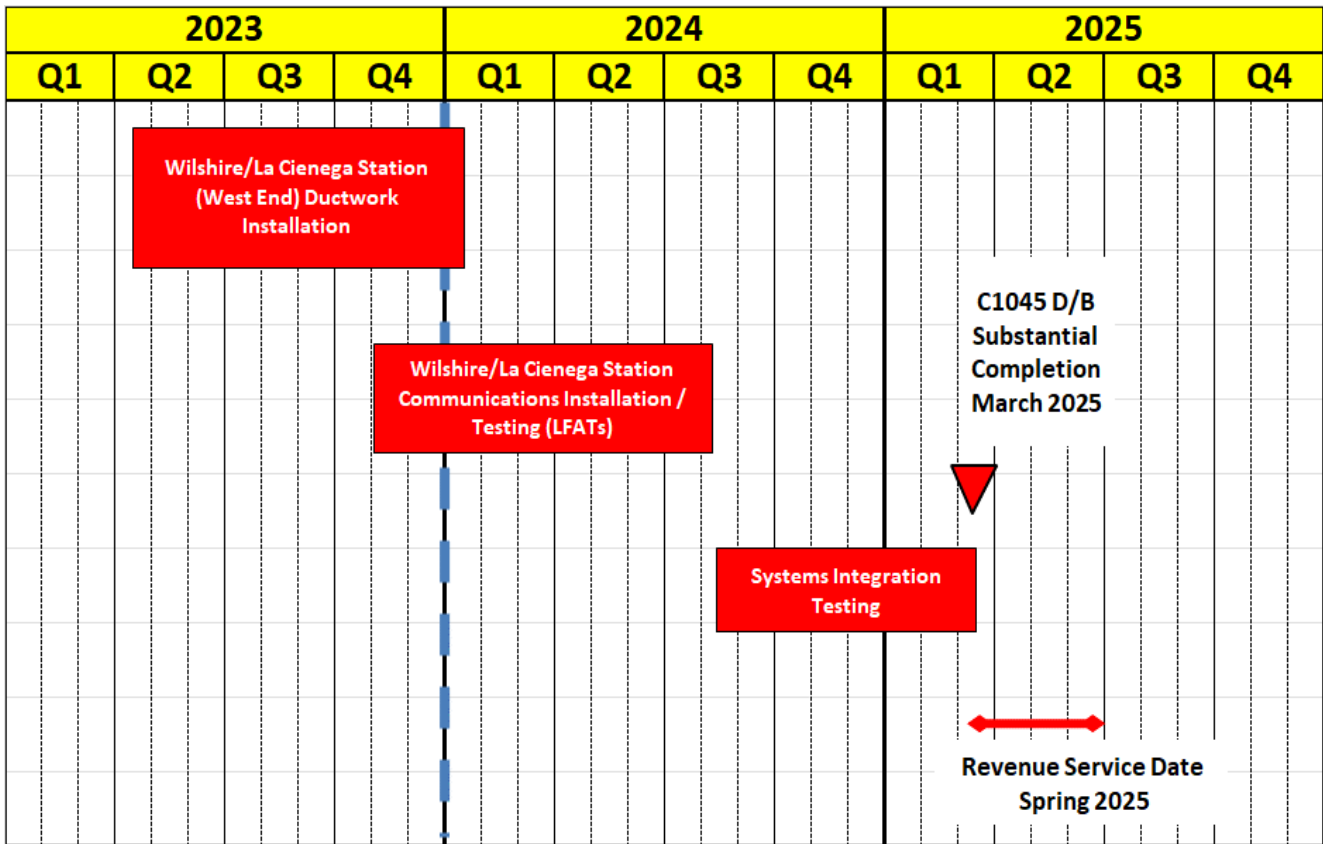 2023 2024 2025
Q1 Q2 Q3 Q4 Q1 Q2 Q3 Q4 Q1 Q2 Q3 Q4
Wilshire/La Cienega Station
(West End) Ductwork
Installation
C1045 D/B
Substantial
Completion
March 2025
Wilshire/La Cienega Station
Communications Installation /
Testing (LFATs)
Systems Integration
Testing
Revenue Service Date
Spring 2025